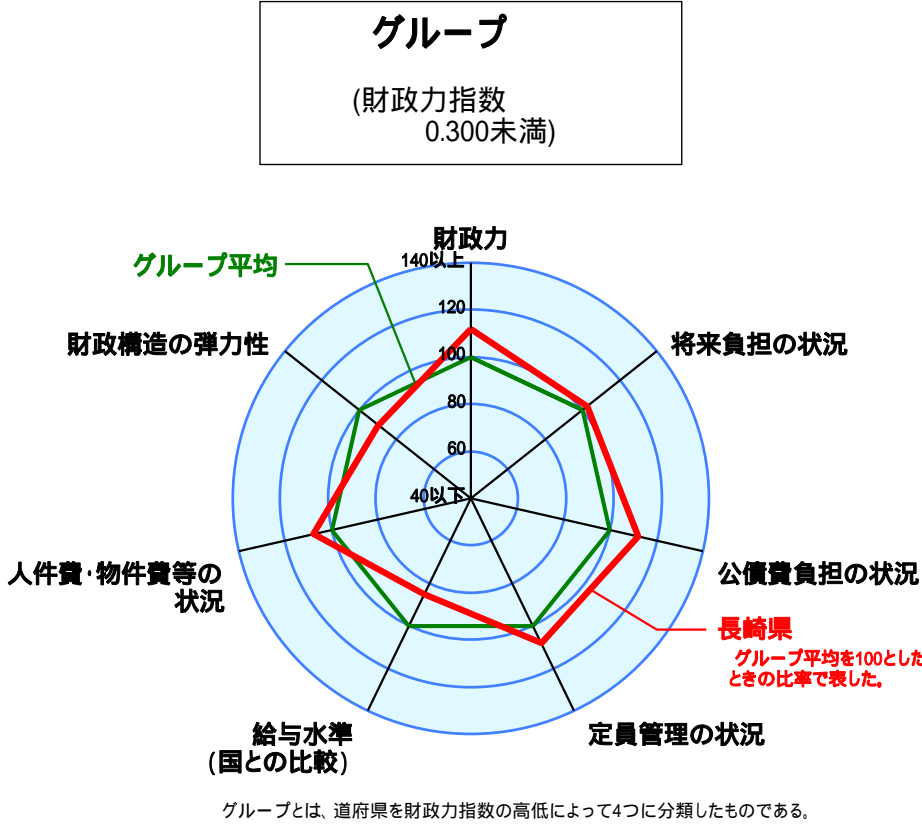 グループ
(財政力指数
0.300未満)
財政力
140以上
グループ平均
120
財政構造の弾力性
将来負担の状況
100
80
60
40以下
人件費･物件費等の
状況
公債費負担の状況
長崎県
グループ平均を100とした
ときの比率で表した。
給与水準
(国との比較)
定員管理の状況
グループとは、道府県を財政力指数の高低によって4つに分類したものである。